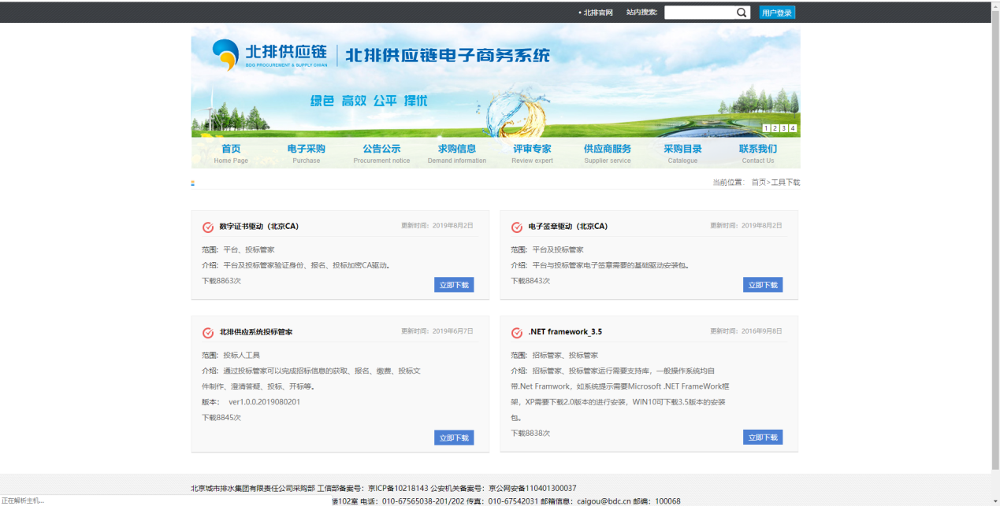 • 北排官网 站内搜索: 用户登录
北排供应链 北排供应链电子商务系统
BDG PROCUREMENT & SUPPLY CHIAN
绿色 高效 公平 择优
1 2 3 4
首页 电子采购 公告公示 求购信息 评审专家 供应商服务 采购目录 联系我们
Home Page Purchase Procurement notice Demand information Review expert Supplier service Catalogue Contact Us
当前位置: 首页>工具下载
数字证书驱动（北京CA） 更新时间：2019年8月2日
范围: 平台、投标管家
介绍: 平台及投标管家验证身份、报名、投标加密CA驱动。
下载8863次
立即下载
电子签章驱动（北京CA） 更新时间：2019年8月2日
范围: 平台及投标管家
介绍: 平台与投标管家电子签章需要的基础驱动安装包。
下载8843次
立即下载
北排供应系统投标管家 更新时间：2019年6月7日
范围: 投标人工具
介绍: 通过投标管家可以完成招标信息的获取、报名、缴费、投标文
件制作、澄清答疑、投标、开标等。
版本： ver1.0.0.2019080201
下载8845次
立即下载
.NET framework_3.5 更新时间：2016年9月8日
范围: 招标管家、投标管家
介绍: 招标管家、投标管家运行需要支持库，一般操作系统均自
带.Net Framwork，如系统提示需要Microsoft .NET FrameWork框
架，XP需要下载2.0版本的进行安装，WIN10可下载3.5版本的安装
包。
下载8838次
立即下载
北京城市排水集团有限责任公司采购部 工信部备案号：京ICP备10218143 公安机关备案号：京公网安备110401300037
102室 电话：010-67565038-201/202 传真：010-67542031 邮箱信息：caigou@bdc.cn 邮编：100068
正在解析主机...